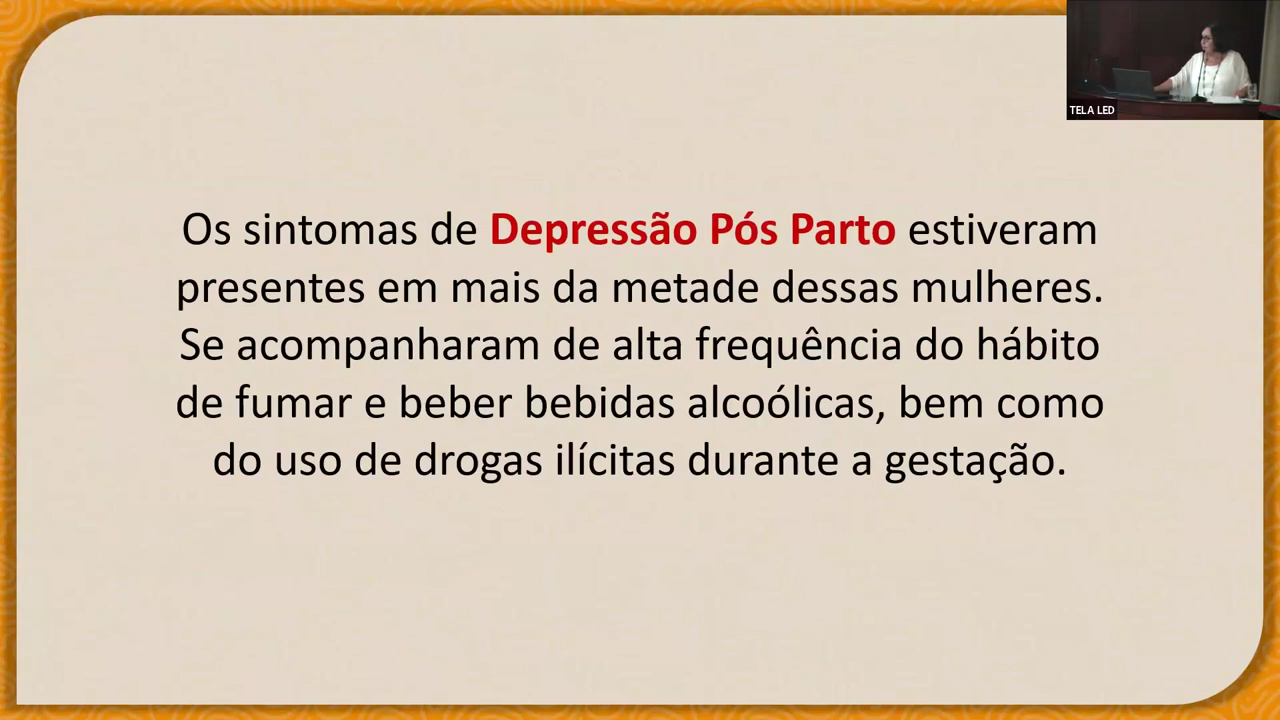 TELA LED
Os sintomas de Depressão Pós Parto estiveram
presentes em mais da metade dessas mulheres.
Se acompanharam de alta frequência do hábito
de fumar e beber bebidas alcoólicas, bem como
do uso de drogas ilícitas durante a gestação.